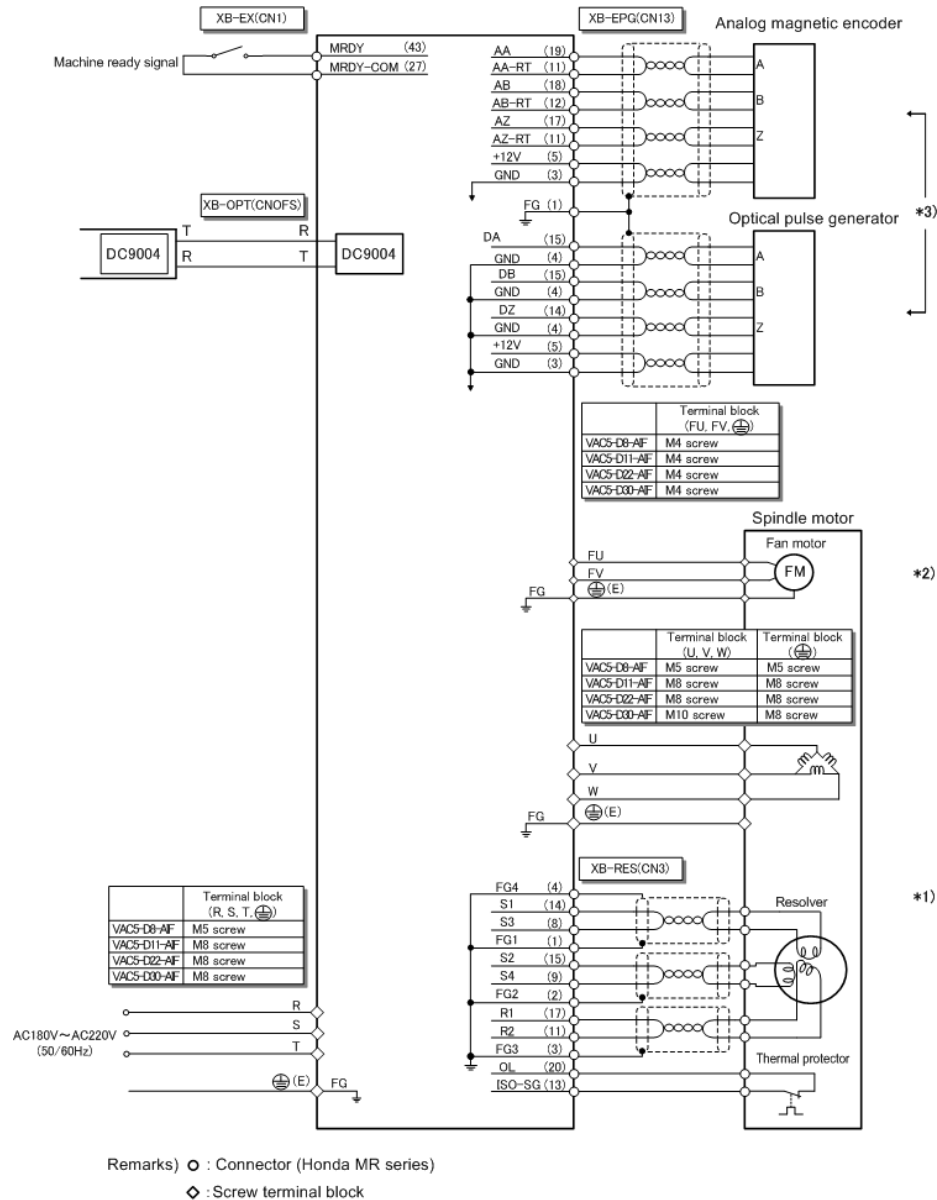 XB-EX(CN1)
XB-EPG(CN13)
Analog magnetic encoder
Machine ready signal
MRDY (43)
MRDY-COM (27)
AA (19)
AA-RT (11)
AB (18)
AB-RT (12)
AZ (17)
AZ-RT (11)
+12V (5)
GND (3)
A
B
Z
FG (1)
*3)
XB-OPT(CNOFS)
DC9004
T R
R T
DC9004
Optical pulse generator
DA (15)
GND (4)
DB (15)
GND (4)
DZ (14)
GND (4)
+12V (5)
GND (3)
A
B
Z
Terminal block
(FU, FV, )
VAC5-D8-AIF M4 screw
VAC5-D11-AIF M4 screw
VAC5-D22-AIF M4 screw
VAC5-D30-AIF M4 screw
Spindle motor
Fan motor
FM
*2)
FU
FV
(E)
FG
Terminal block Terminal block
(U, V, W) ( )
VAC5-D8-AIF M5 screw M5 screw
VAC5-D11-AIF M8 screw M8 screw
VAC5-D22-AIF M8 screw M8 screw
VAC5-D30-AIF M10 screw M8 screw
U
V
W
(E)
FG
XB-RES(CN3)
*1)
FG4 (4)
S1 (14)
S3 (8)
FG1 (1)
S2 (15)
S4 (9)
FG2 (2)
R1 (17)
R2 (11)
FG3 (3)
OL (20)
ISO-SG (13)
Resolver
Thermal protector
Terminal block
(R, S, T, )
VAC5-D8-AIF M5 screw
VAC5-D11-AIF M8 screw
VAC5-D22-AIF M8 screw
VAC5-D30-AIF M8 screw
AC180V～AC220V
(50/60Hz)
R
S
T
(E) FG
Remarks) : Connector (Honda MR series)
: Screw terminal block